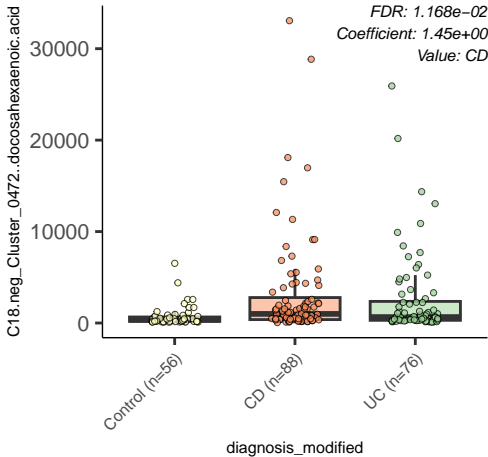 FDR: 1.168e−02
Coefficient: 1.45e+00
Value: CD
C18.neg_Cluster_0472..docosahexaenoic.acid
30000
20000
10000
0
Control (n=56)
CD (n=88)
UC (n=76)
diagnosis_modified